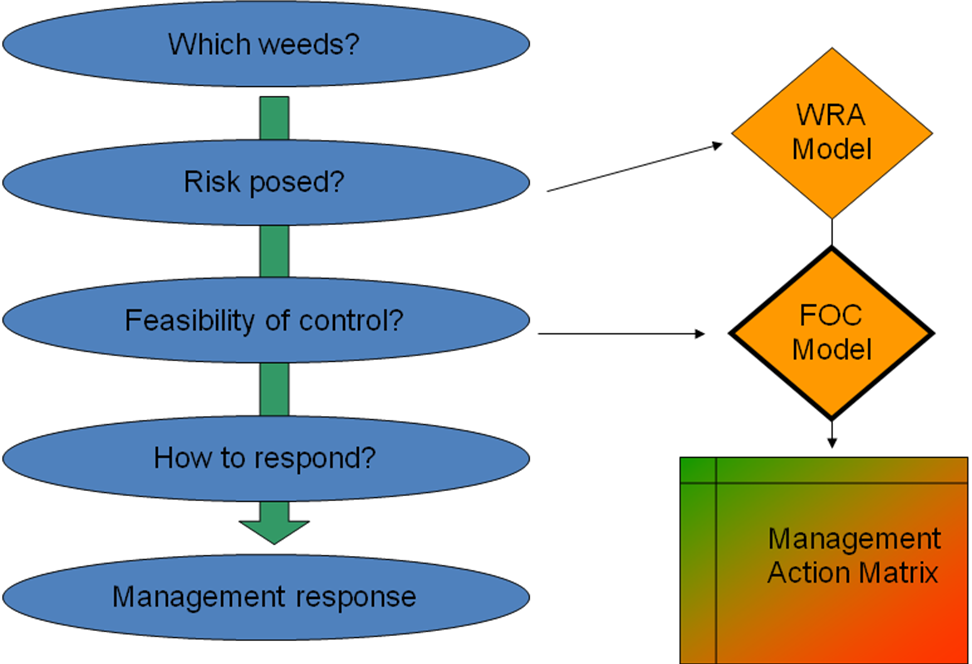 Which weeds?
Risk posed?
Feasibility of control?
How to respond?
Management response
WRA
Model
FOC
Model
Management
Action Matrix